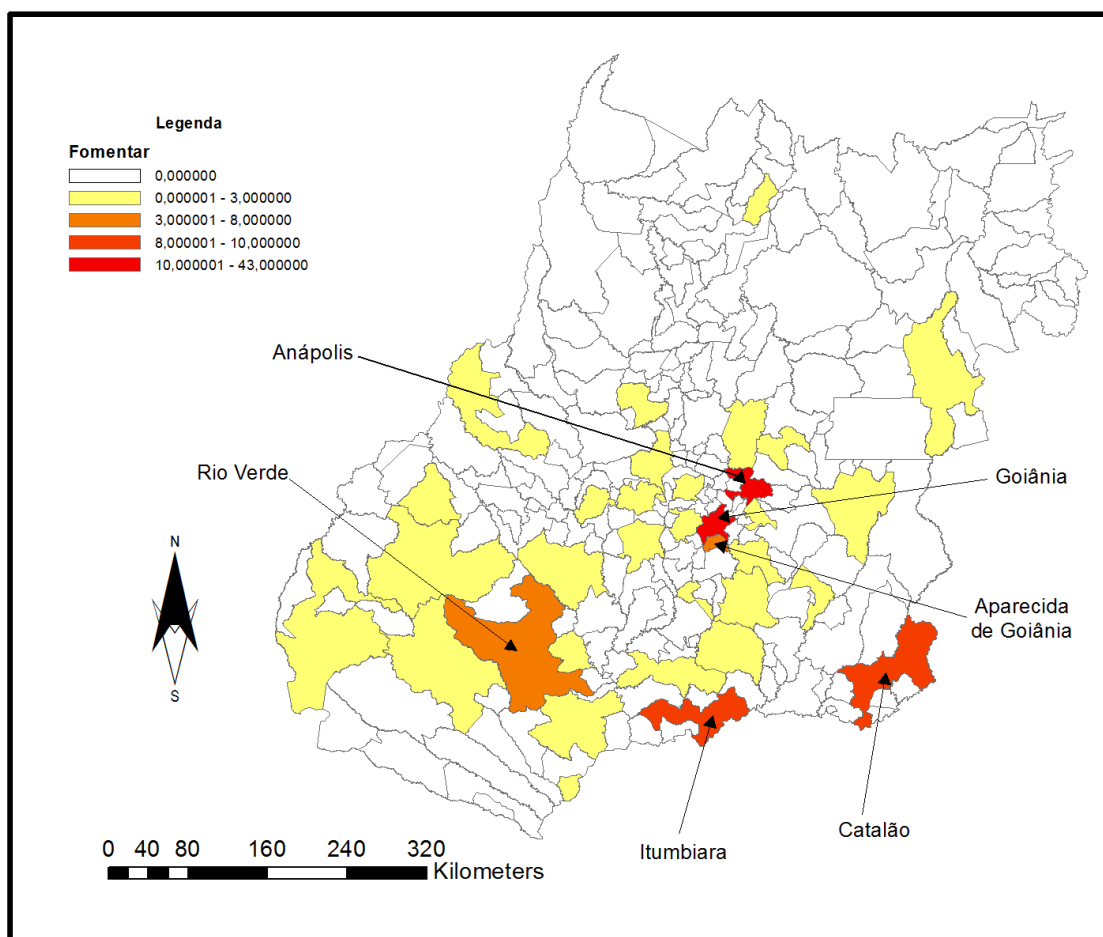 Legenda
Fomentar
0,000000
0,000001 - 3,000000
3,000001 - 8,000000
8,000001 - 10,000000
10,000001 - 43,000000
Anápolis
Rio Verde
Goiânia
N
S
Aparecida
de Goiânia
Catalão
Itumbiara
0 40 80 160 240 320
Kilometers